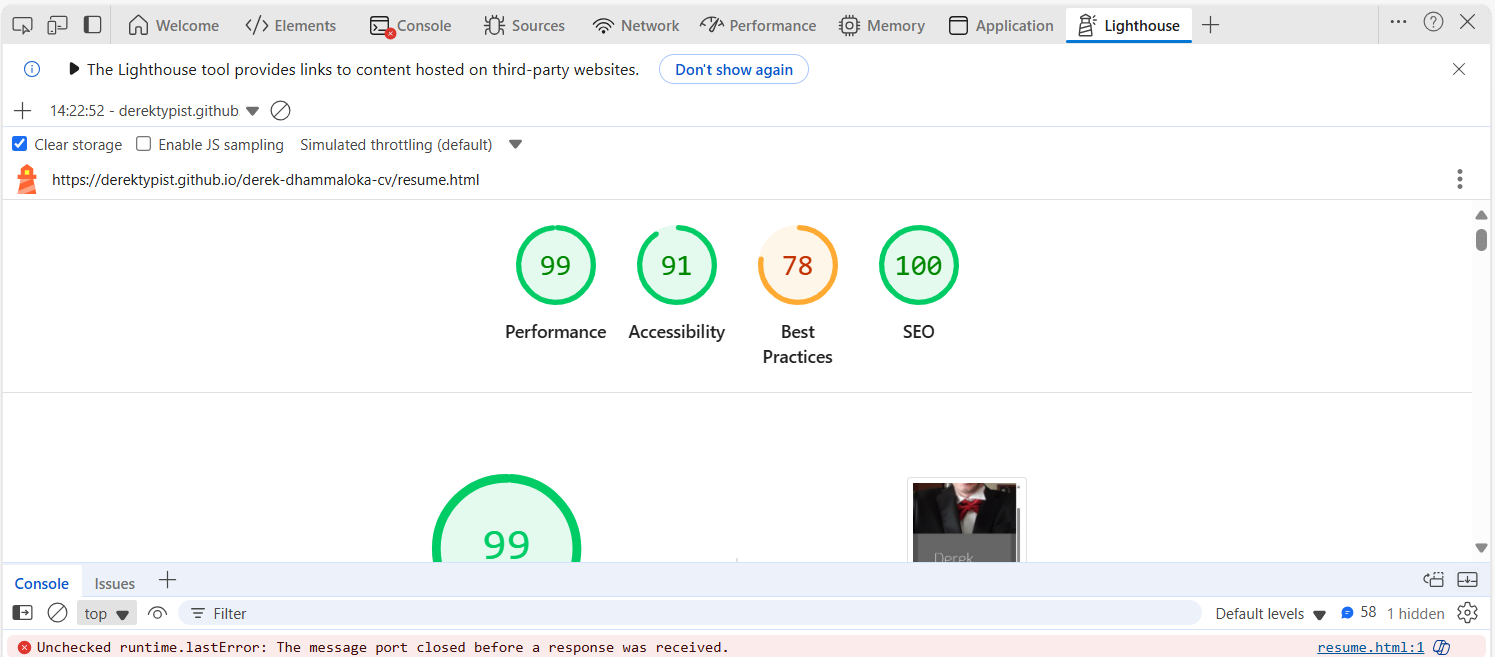 Welcome Elements Console Sources Network Performance Memory Application Lighthouse
The Lighthouse tool provides links to content hosted on third-party websites. Don't show again
14:22:52 - derektypist.github
Clear storage Enable JS sampling Simulated throttling (default)
https://derektypist.github.io/derek-dhammaloka-cv/resume.html
99 91 78 100
Performance Accessibility Best Practices SEO
99
Derek
Console Issues
top Filter Default levels 58 1 hidden
Unchecked runtime.lastError: The message port closed before a response was received. resume.html:1